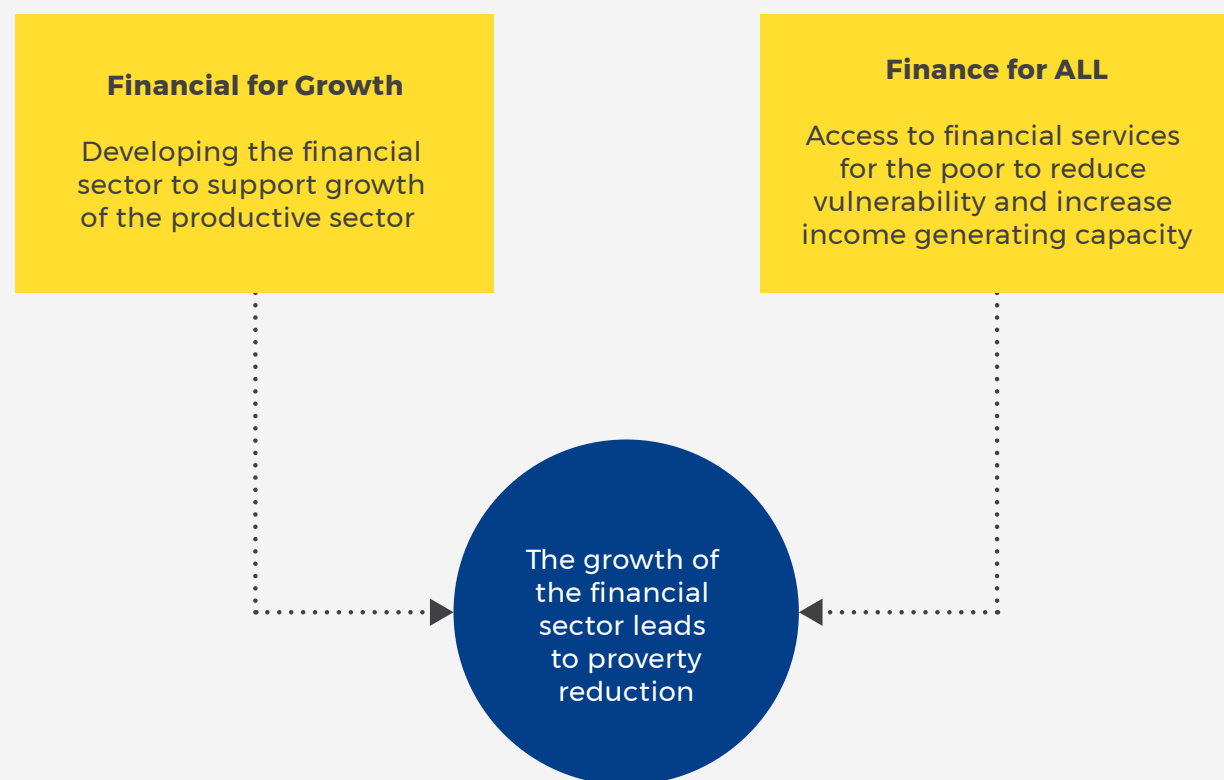 Financial for Growth
Developing the financial
sector to support growth
of the productive sector
Finance for ALL
Access to financial services
for the poor to reduce
vulnerability and increase
income generating capacity
The growth of
the financial
sector leads
to proverty
reduction